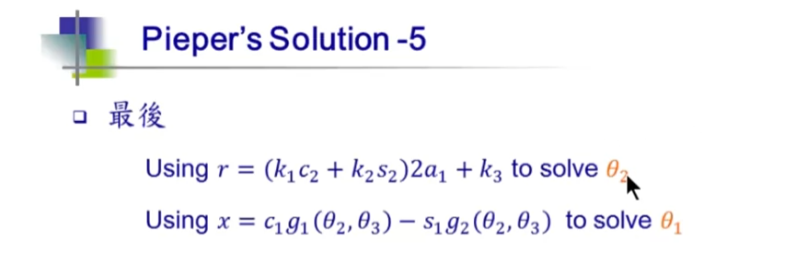 Pieper's Solution -5
最後
Using r = (k₁c₂ + k₂s₂)2a₁ + k₃ to solve θ₂
Using x = c₁g₁(θ₂, θ₃) − s₁g₂(θ₂, θ₃) to solve θ₁